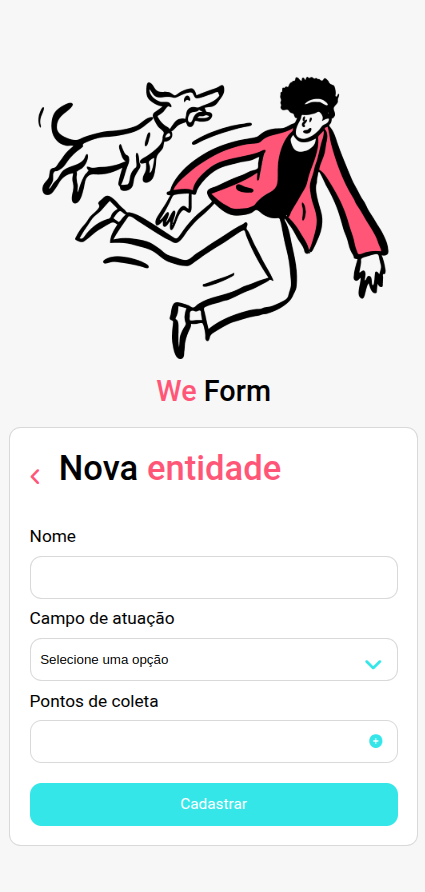 We Form
Nova entidade
Nome
Campo de atuação
Selecione uma opção
Pontos de coleta
Cadastrar